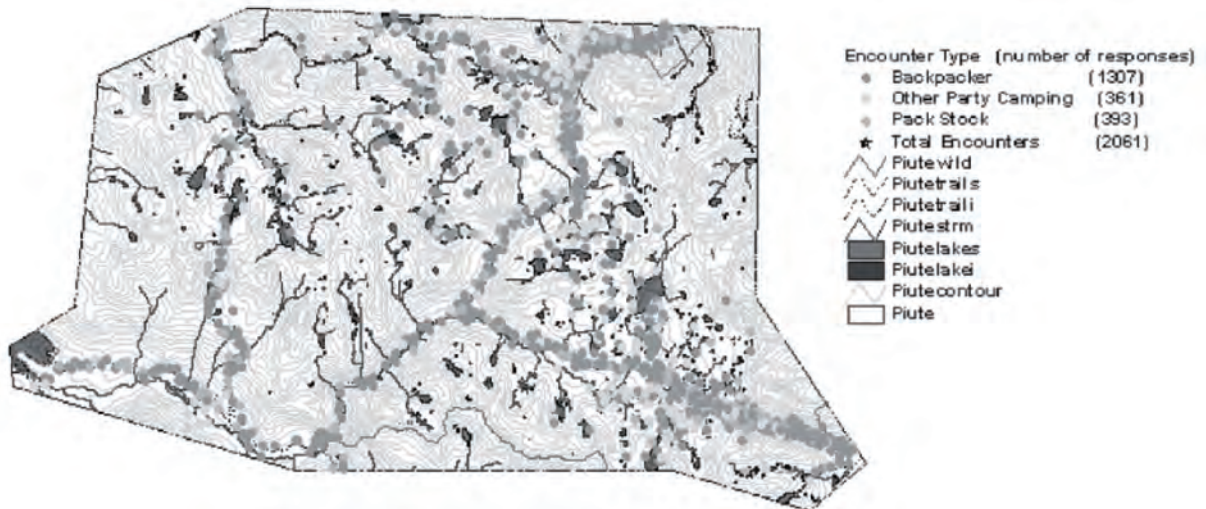 Encounter Type (number of responses)
Backpacker (1307)
Other Party Camping (361)
Pack Stock (393)
Total Encounters (2061)
Piutewild
Piutetrails
Piutetraili
Piutestrm
Piutelakes
Piutelakei
Piutecontour
Piute